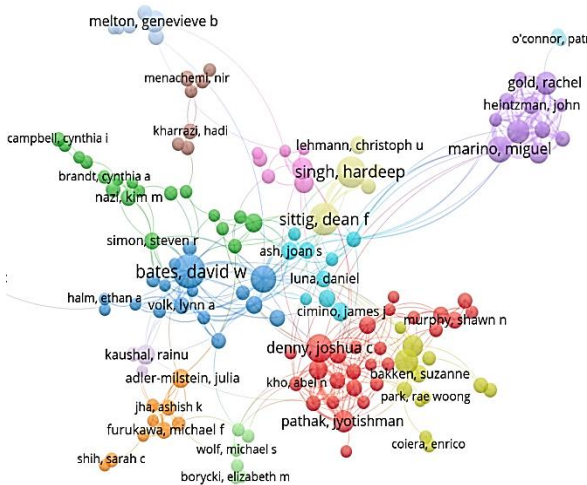 melton, genevieve b
o'connor, patr
menachemi, nir
gold, rachel
heintzman, john
kharrazi, hadi
campbell, cynthia i
lehmann, christoph u
marino, miguel
singh, hardeep
brandt, cynthia a
nazi, kim m
sittig, dean f
simon, steven r
ash, joan s
bates, david w
luna, daniel
halm, ethan a
volk, lynn a
cimino, james j
murphy, shawn n
denny, joshua c
kaushal, rainu
adler-milstein, julia
kho, abel n
bakken, suzanne
park, rae woong
jha, ashish k
pathak, jyotishman
furukawa, michael f
coiera, enrico
wolf, michael s
shih, sarah c
borycki, elizabeth m